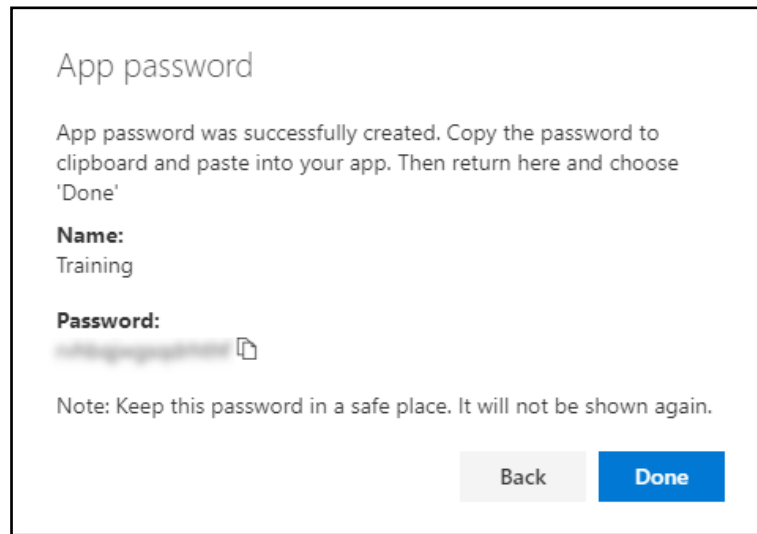 App password
App password was successfully created. Copy the password to
clipboard and paste into your app. Then return here and choose
'Done'
Name:
Training
Password:
Note: Keep this password in a safe place. It will not be shown again.
Back
Done